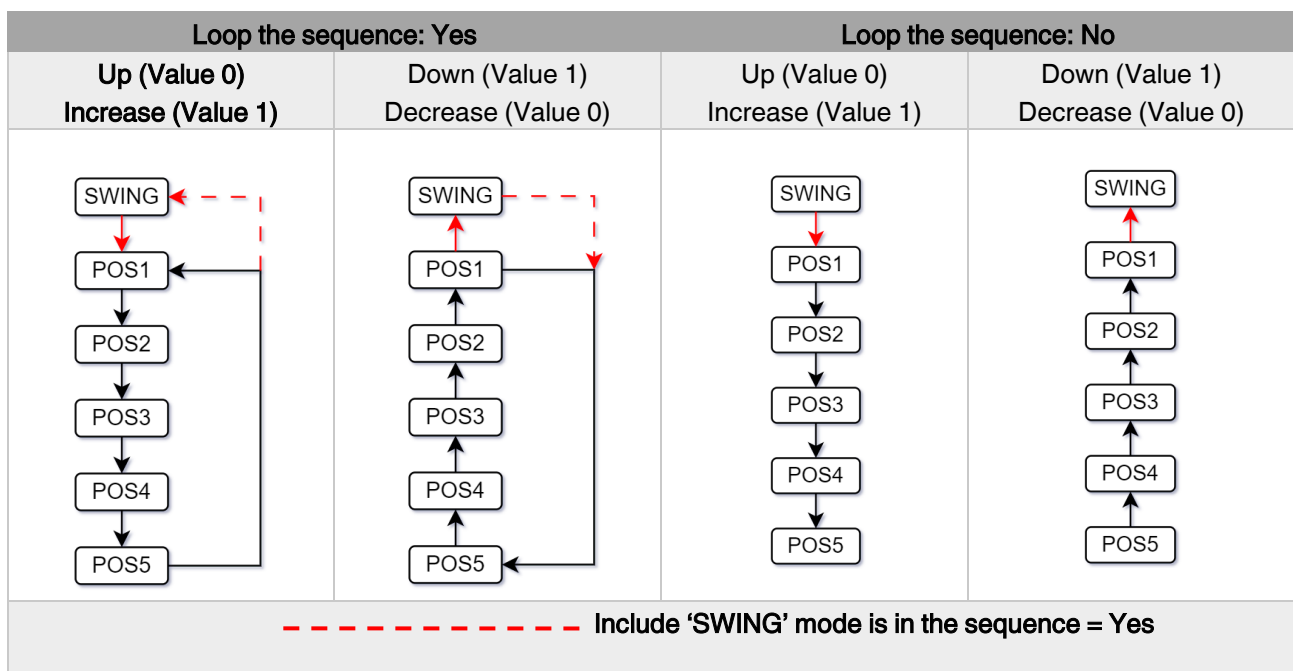 Loop the sequence: Yes
Loop the sequence: No
Up (Value 0)
Increase (Value 1)
Down (Value 1)
Decrease (Value 0)
Up (Value 0)
Increase (Value 1)
Down (Value 1)
Decrease (Value 0)
SWING
POS1
POS2
POS3
POS4
POS5
SWING
POS1
POS2
POS3
POS4
POS5
SWING
POS1
POS2
POS3
POS4
POS5
SWING
POS1
POS2
POS3
POS4
POS5
Include ‘SWING’ mode is in the sequence = Yes